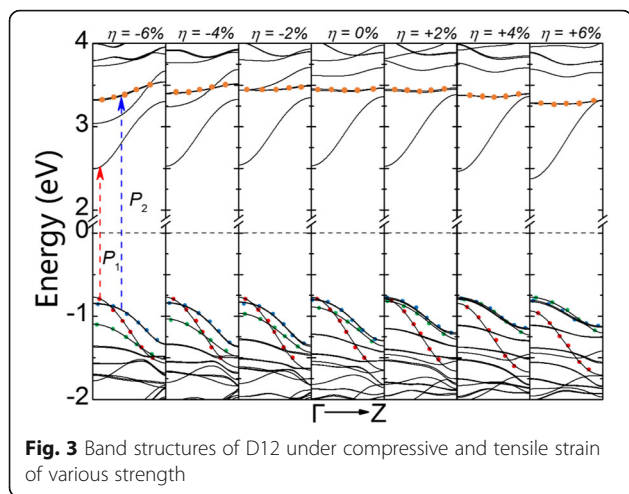 η = -6% η = -4% η = -2% η = 0% η = +2% η = +4% η = +6%
4
3
2
0
-1
-2
Energy (eV)
P2
P1
Γ→Z
Fig. 3 Band structures of D12 under compressive and tensile strain
of various strength